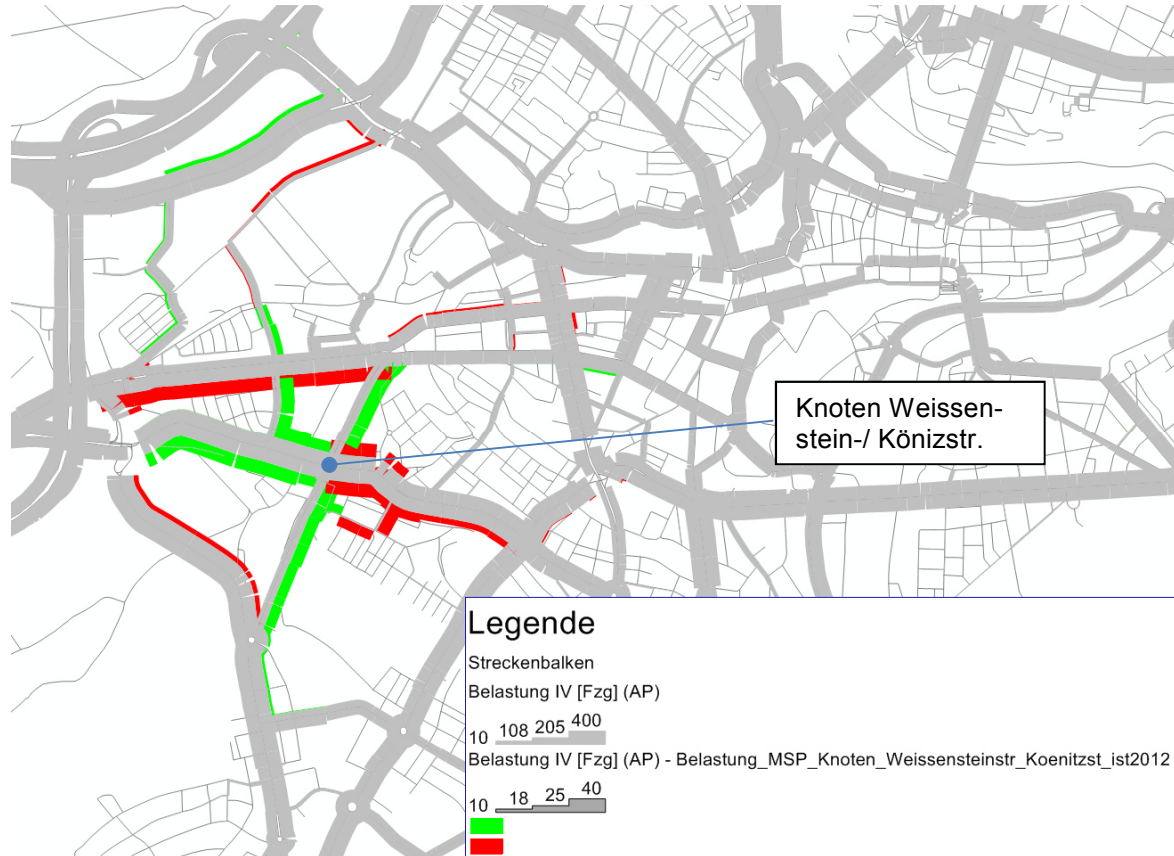 Knoten Weissen-
stein-/ Könizstr.
Legende
Streckenbalken
Belastung IV [Fzg] (AP)
10 108 205 400
Belastung IV [Fzg] (AP) - Belastung_MSP_Knoten_Weissensteinstr_Koenitzst_ist2012
10 18 25 40